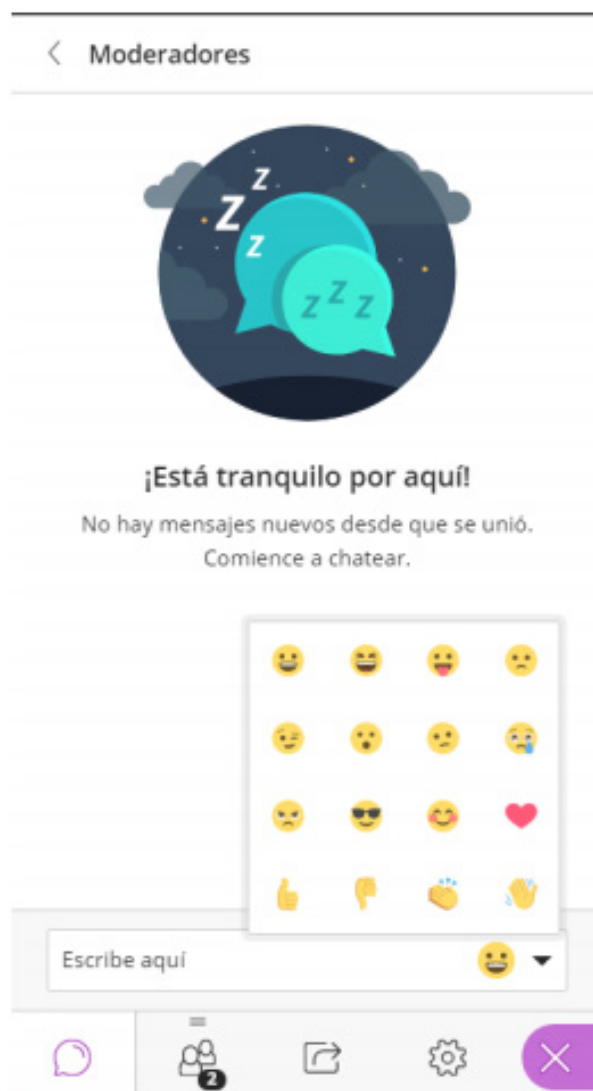 Moderadores
Z
Z
Z
Z Z Z
¡Está tranquilo por aquí!
No hay mensajes nuevos desde que se unió.
Comience a chatear.
Escribe aquí
2